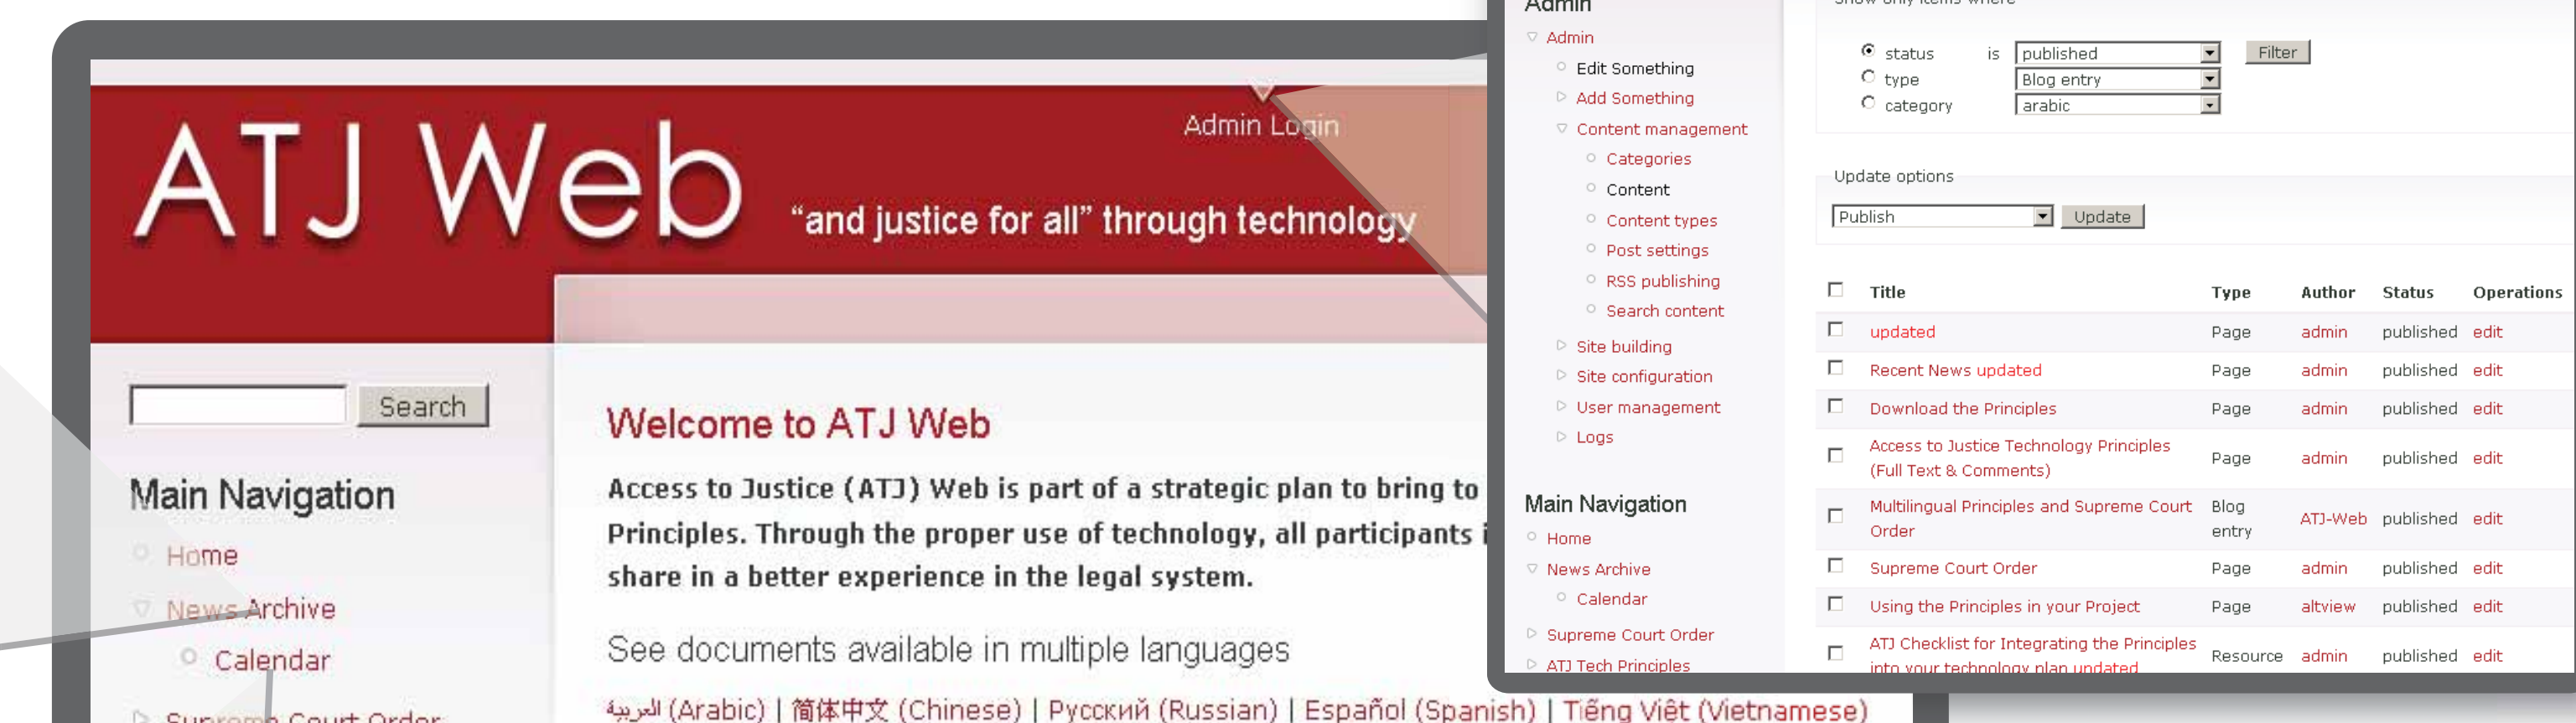 Admin Login
ATJ Web
“and justice for all” through technology
Search
Main Navigation
Home
News Archive
Calendar
Supreme Court Order
Welcome to ATJ Web
Access to Justice (ATJ) Web is part of a strategic plan to bring to
Principles. Through the proper use of technology, all participants
share in a better experience in the legal system.
See documents available in multiple languages
العربية (Arabic) | 简体中文 (Chinese) | Русский (Russian) | Español (Spanish) | Tiếng Việt (Vietnamese)
Admin
Admin
Edit Something
Add Something
Content management
Categories
Content
Content types
Post settings
RSS publishing
Search content
Site building
Site configuration
User management
Logs
Main Navigation
Home
News Archive
Calendar
Supreme Court Order
ATJ Tech Principles
Show only items where
status is published Filter
type Blog entry
category arabic
Update options
Publish Update
Title Type Author Status Operations
updated Page admin published edit
Recent News updated Page admin published edit
Download the Principles Page admin published edit
Access to Justice Technology Principles
(Full Text & Comments) Page admin published edit
Multilingual Principles and Supreme Court
Order Blog entry ATJ-Web published edit
Supreme Court Order Page admin published edit
Using the Principles in your Project Page altview published edit
ATJ Checklist for Integrating the Principles
into your technology plan updated Resource admin published edit